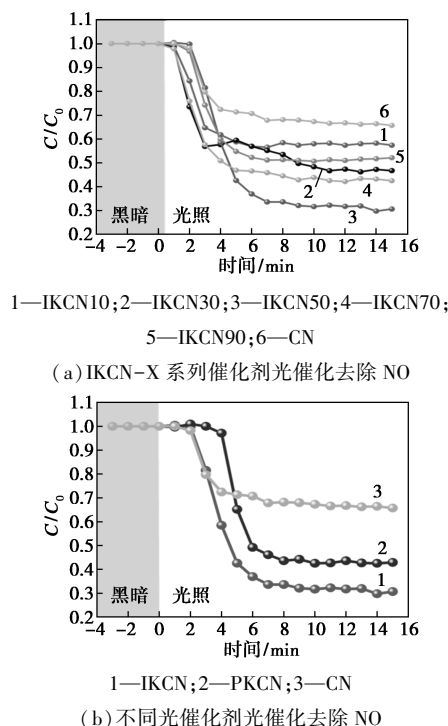 1.1
1.0
0.9
0.8
0.7
0.6
0.5
0.4
0.3
0.2
C/C₀
黑暗
光照
6
1
5
2
4
3
−4 −2 0 2 4 6 8 10 12 14 16
时间/min
1—IKCN10;2—IKCN30;3—IKCN50;4—IKCN70;
5—IKCN90;6—CN
(a)IKCN-X 系列催化剂光催化去除 NO
1.1
1.0
0.9
0.8
0.7
0.6
0.5
0.4
0.3
0.2
C/C₀
黑暗
光照
3
2
1
−4 −2 0 2 4 6 8 10 12 14 16
时间/min
1—IKCN;2—PKCN;3—CN
(b)不同光催化剂光催化去除 NO